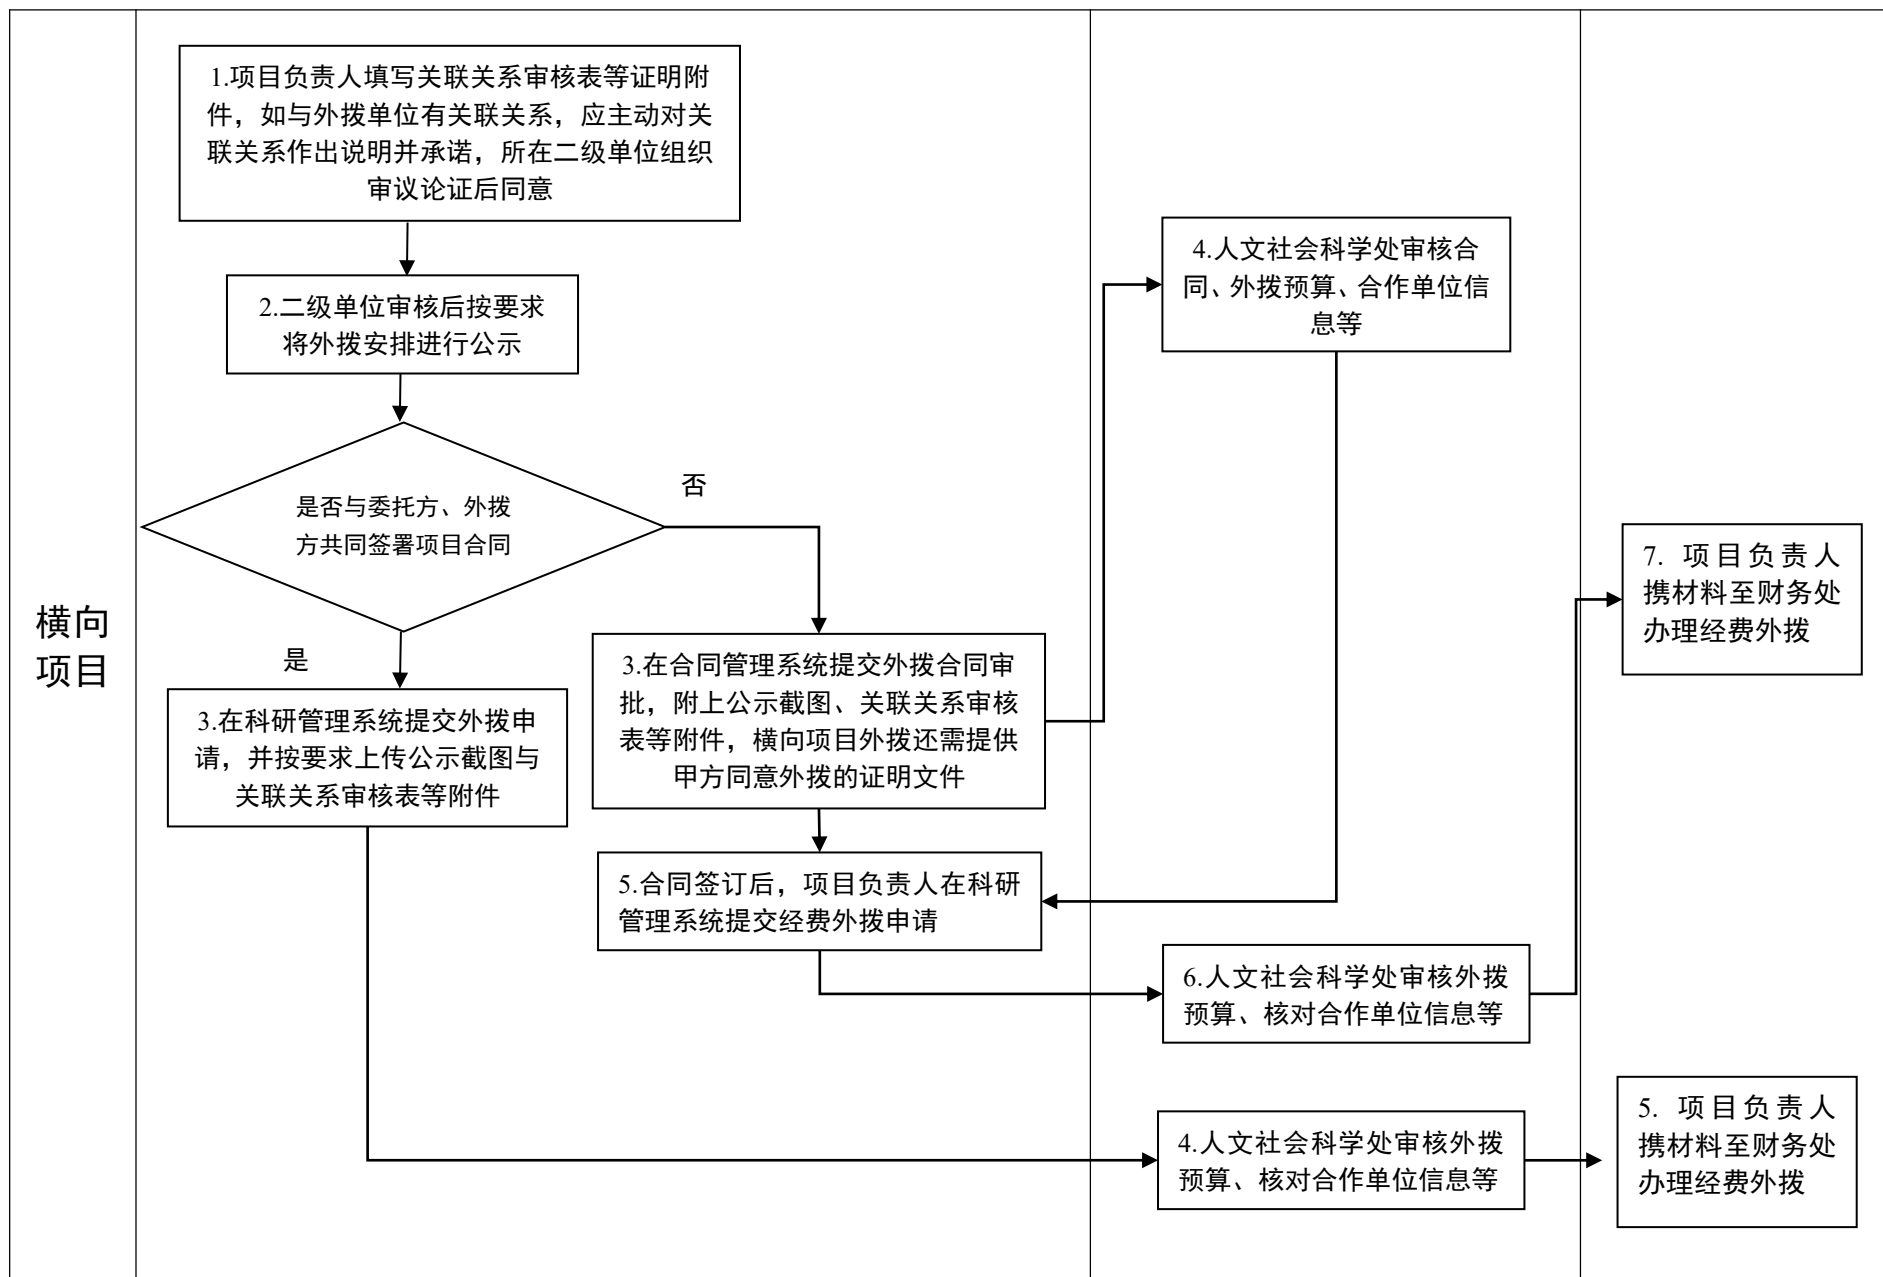 横向
项目
1.项目负责人填写关联关系审核表等证明附
件，如与外拨单位有关联关系，应主动对关
联关系作出说明并承诺，所在二级单位组织
审议论证后同意
2.二级单位审核后按要求
将外拨安排进行公示
是否与委托方、外拨
方共同签署项目合同
否
是
3.在科研管理系统提交外拨申
请，并按要求上传公示截图与
关联关系审核表等附件
3.在合同管理系统提交外拨合同审
批，附上公示截图、关联关系审核
表等附件，横向项目外拨还需提供
甲方同意外拨的证明文件
4.人文社会科学处审核合
同、外拨预算、合作单位信
息等
5.合同签订后，项目负责人在科研
管理系统提交经费外拨申请
6.人文社会科学处审核外拨
预算、核对合作单位信息等
7. 项目负责人
携材料至财务处
办理经费外拨
4.人文社会科学处审核外拨
预算、核对合作单位信息等
5. 项目负责人
携材料至财务处
办理经费外拨